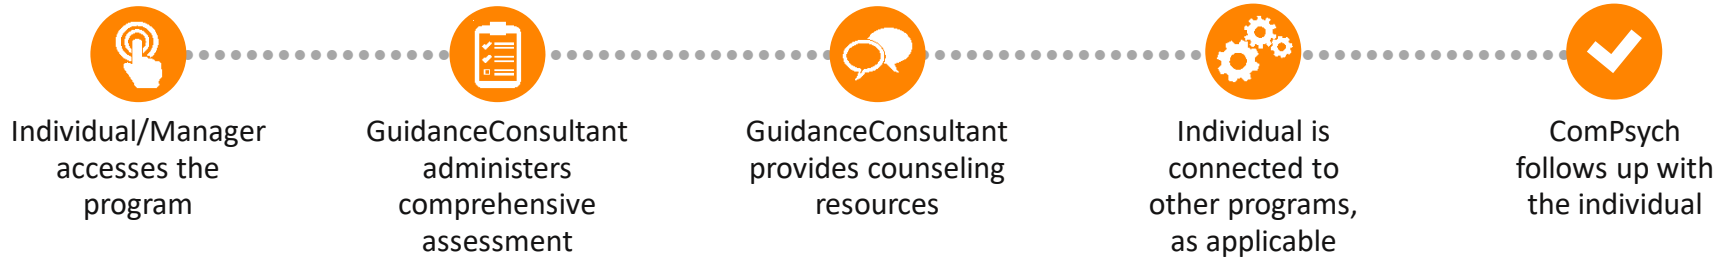 Individual/Manager
accesses the
program
GuidanceConsultant
administers
comprehensive
assessment
GuidanceConsultant
provides counseling
resources
Individual is
connected to
other programs,
as applicable
ComPsych
follows up with
the individual